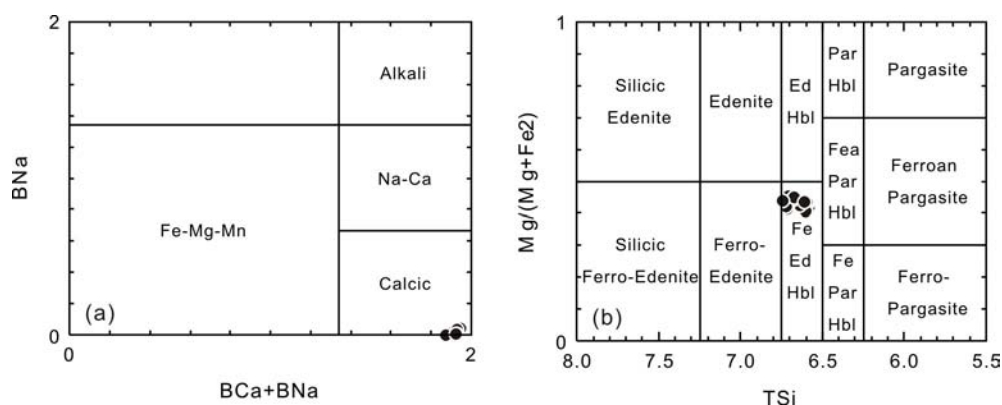 2
Alkali
Na-Ca
Fe-Mg-Mn
Calcic
(a)
0
0
2
BNa
BCa+BNa
1
Silicic
Edenite
Edenite
Ed
Hbl
Par
Hbl
Pargasite
Fea
Par
Hbl
Ferroan
Pargasite
Silicic
Ferro-Edenite
Ferro-
Edenite
Fe
Ed
Hbl
Fe
Par
Hbl
Ferro-
Pargasite
(b)
0
8.0
7.5
7.0
6.5
6.0
5.5
Mg/(Mg+Fe2)
TSi